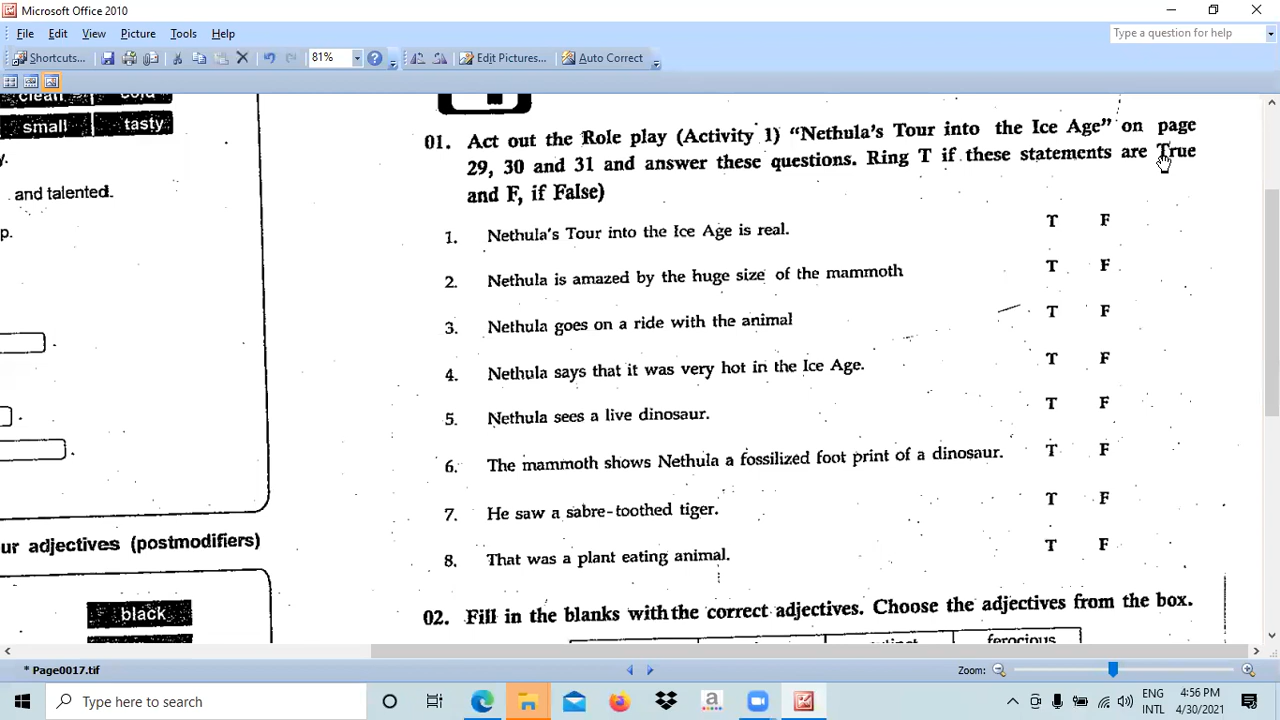 Microsoft Office 2010
File Edit View Picture Tools Help
Type a question for help
Shortcuts... 81% Edit Pictures... Auto Correct
clean cold
small tasty
y.
and talented.
p.
ur adjectives (postmodifiers)
black
01. Act out the Role play (Activity 1) "Nethula's Tour into the Ice Age" on page
29, 30 and 31 and answer these questions. Ring T if these statements are True
and F, if False)
1. Nethula's Tour into the Ice Age is real. T F
2. Nethula is amazed by the huge size of the mammoth T F
3. Nethula goes on a ride with the animal T F
4. Nethula says that it was very hot in the Ice Age. T F
5. Nethula sees a live dinosaur. T F
6. The mammoth shows Nethula a fossilized foot print of a dinosaur. T F
7. He saw a sabre-toothed tiger. T F
8. That was a plant eating animal. T F
02. Fill in the blanks with the correct adjectives. Choose the adjectives from the box.
ferocious
* Page0017.tif Zoom:
Type here to search
ENG 4:56 PM
INTL 4/30/2021